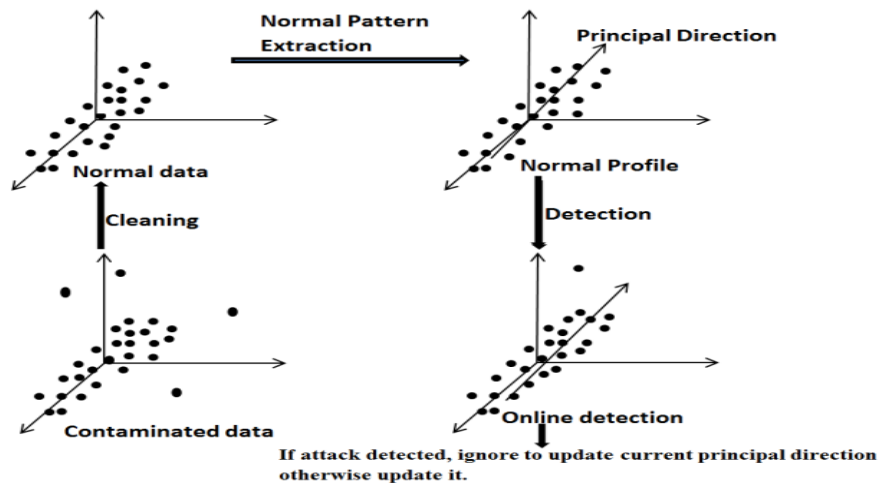 Normal Pattern
Extraction
Principal Direction
Normal data
Normal Profile
Cleaning
Detection
Contaminated data
Online detection
If attack detected, ignore to update current principal direction
otherwise update it.